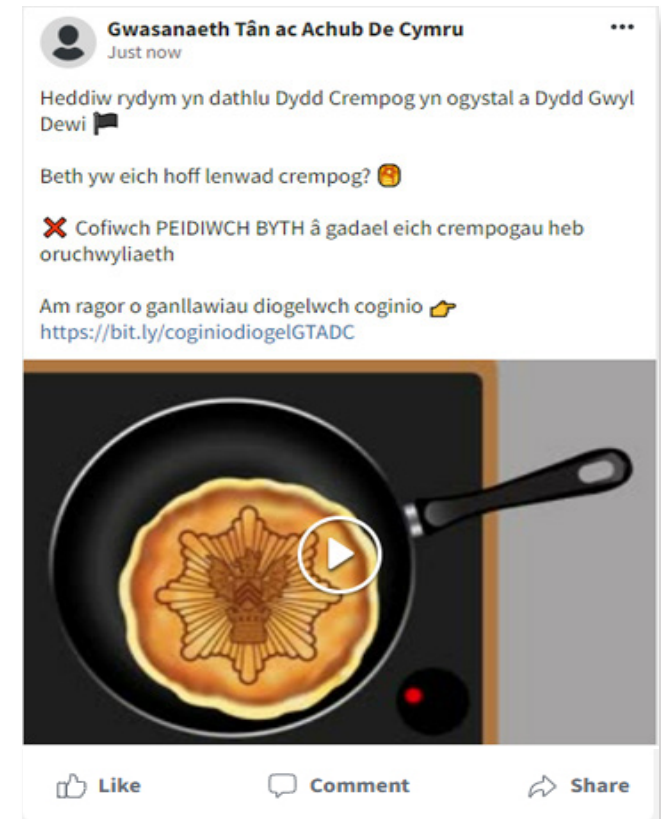 Gwasanaeth Tân ac Achub De Cymru
Just now
Heddiw rydym yn dathlu Dydd Crempog yn ogystal a Dydd Gwyl
Dewi 🏴
Beth yw eich hoff lenwad crempog? 🥞
❌ Cofiwch PEIDIWCH BYTH â gadael eich crempogau heb
oruchwyliaeth
Am ragor o ganllawiau diogelwch coginio 👉
https://bit.ly/coginiodiogelGTADC
Like
Comment
Share